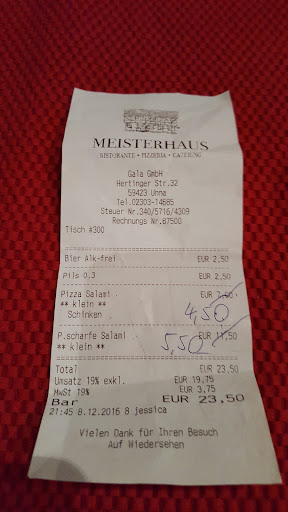 MEISTERHAUS
RISTORANTE • PIZZERIA • CATERING
Gala GmbH
Hertinger Str.32
59423 Unna
Tel.02303-14685
Steuer Nr.340/5716/4309
Rechnungs Nr.87500
Tisch #300
Bier Alk-frei EUR 2,50
Pils 0,3 EUR 2,50
Pizza Salami EUR 7,00
** klein **
4,50
Schinken
P.scharfe Salami EUR 11,50
5,50
** klein **
Total EUR 23,50
Umsatz 19% exkl. EUR 19,75
MwSt 19% EUR 3,75
Bar EUR 23,50
21:45 8.12.2016 8 jessica
Vielen Dank für Ihren Besuch
Auf Wiedersehen